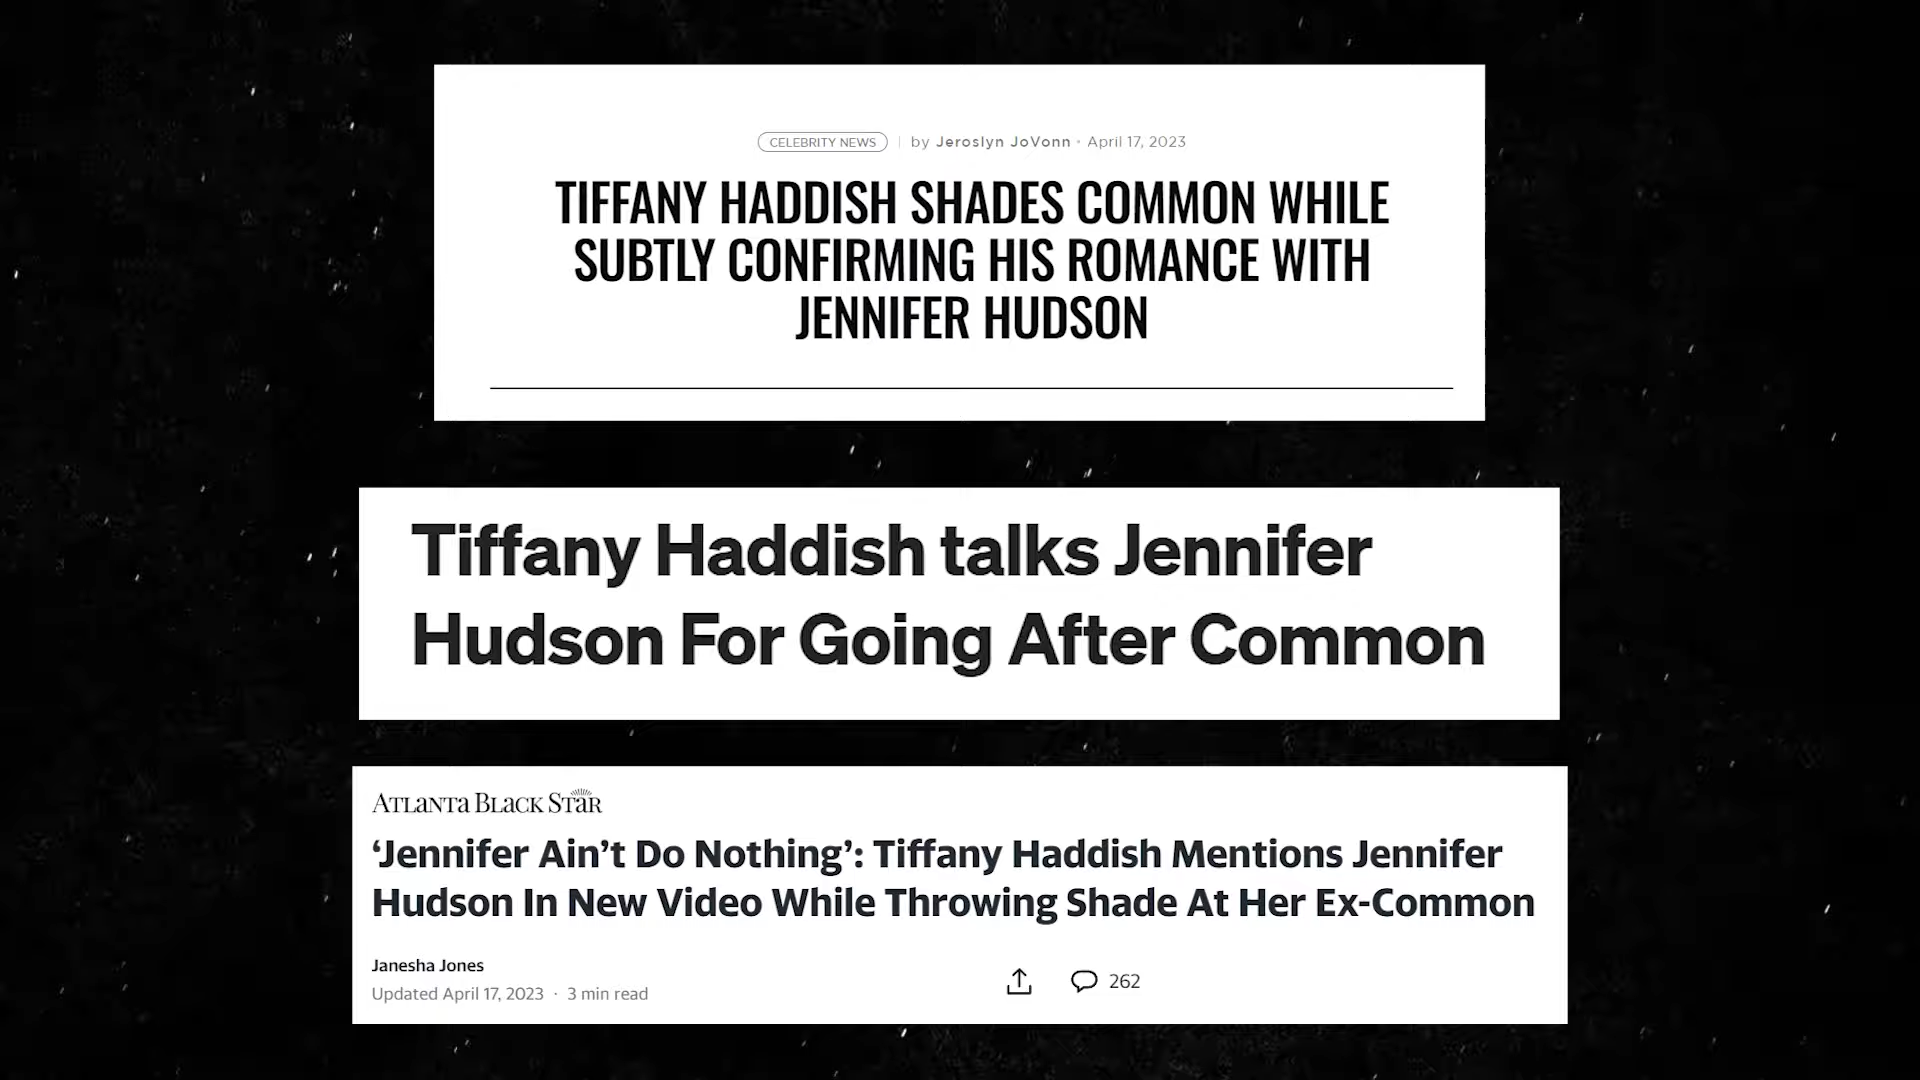 CELEBRITY NEWS | by Jeroslyn JoVonn • April 17, 2023
TIFFANY HADDISH SHADES COMMON WHILE
SUBTLY CONFIRMING HIS ROMANCE WITH
JENNIFER HUDSON
Tiffany Haddish talks Jennifer
Hudson For Going After Common
ATLANTA BLACK STAR
‘Jennifer Ain’t Do Nothing’: Tiffany Haddish Mentions Jennifer
Hudson In New Video While Throwing Shade At Her Ex-Common
Janesha Jones
Updated April 17, 2023 · 3 min read
262